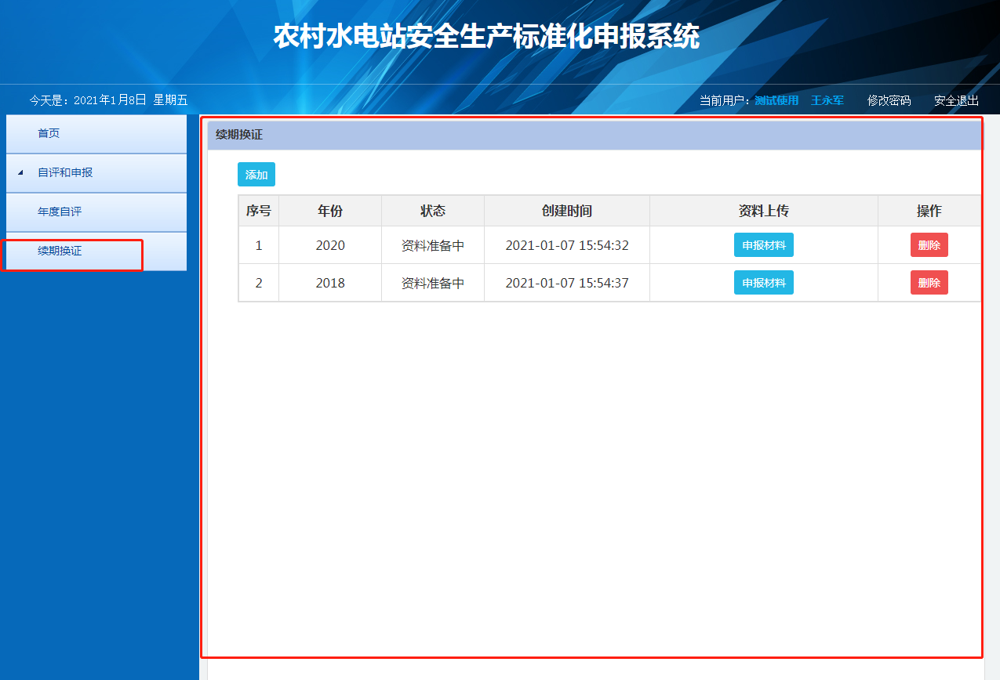 农村水电站安全生产标准化申报系统
今天是：2021年1月8日 星期五
当前用户：测试使用 王永军 修改密码 安全退出
首页
自评和申报
年度自评
续期换证
续期换证
添加
序号 年份 状态 创建时间 资料上传 操作
1 2020 资料准备中 2021-01-07 15:54:32 申报材料 删除
2 2018 资料准备中 2021-01-07 15:54:37 申报材料 删除